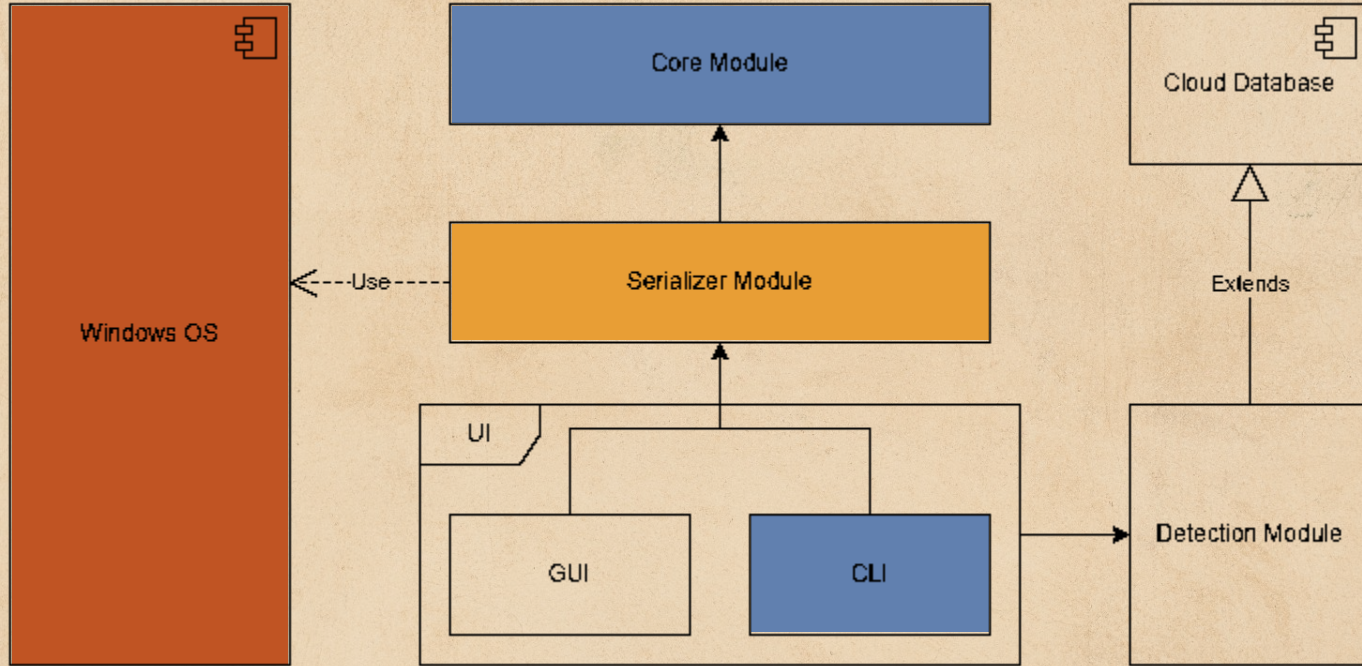 Core Module
Cloud Database
Serializer Module
Use
Extends
Windows OS
UI
GUI
CLI
Detection Module